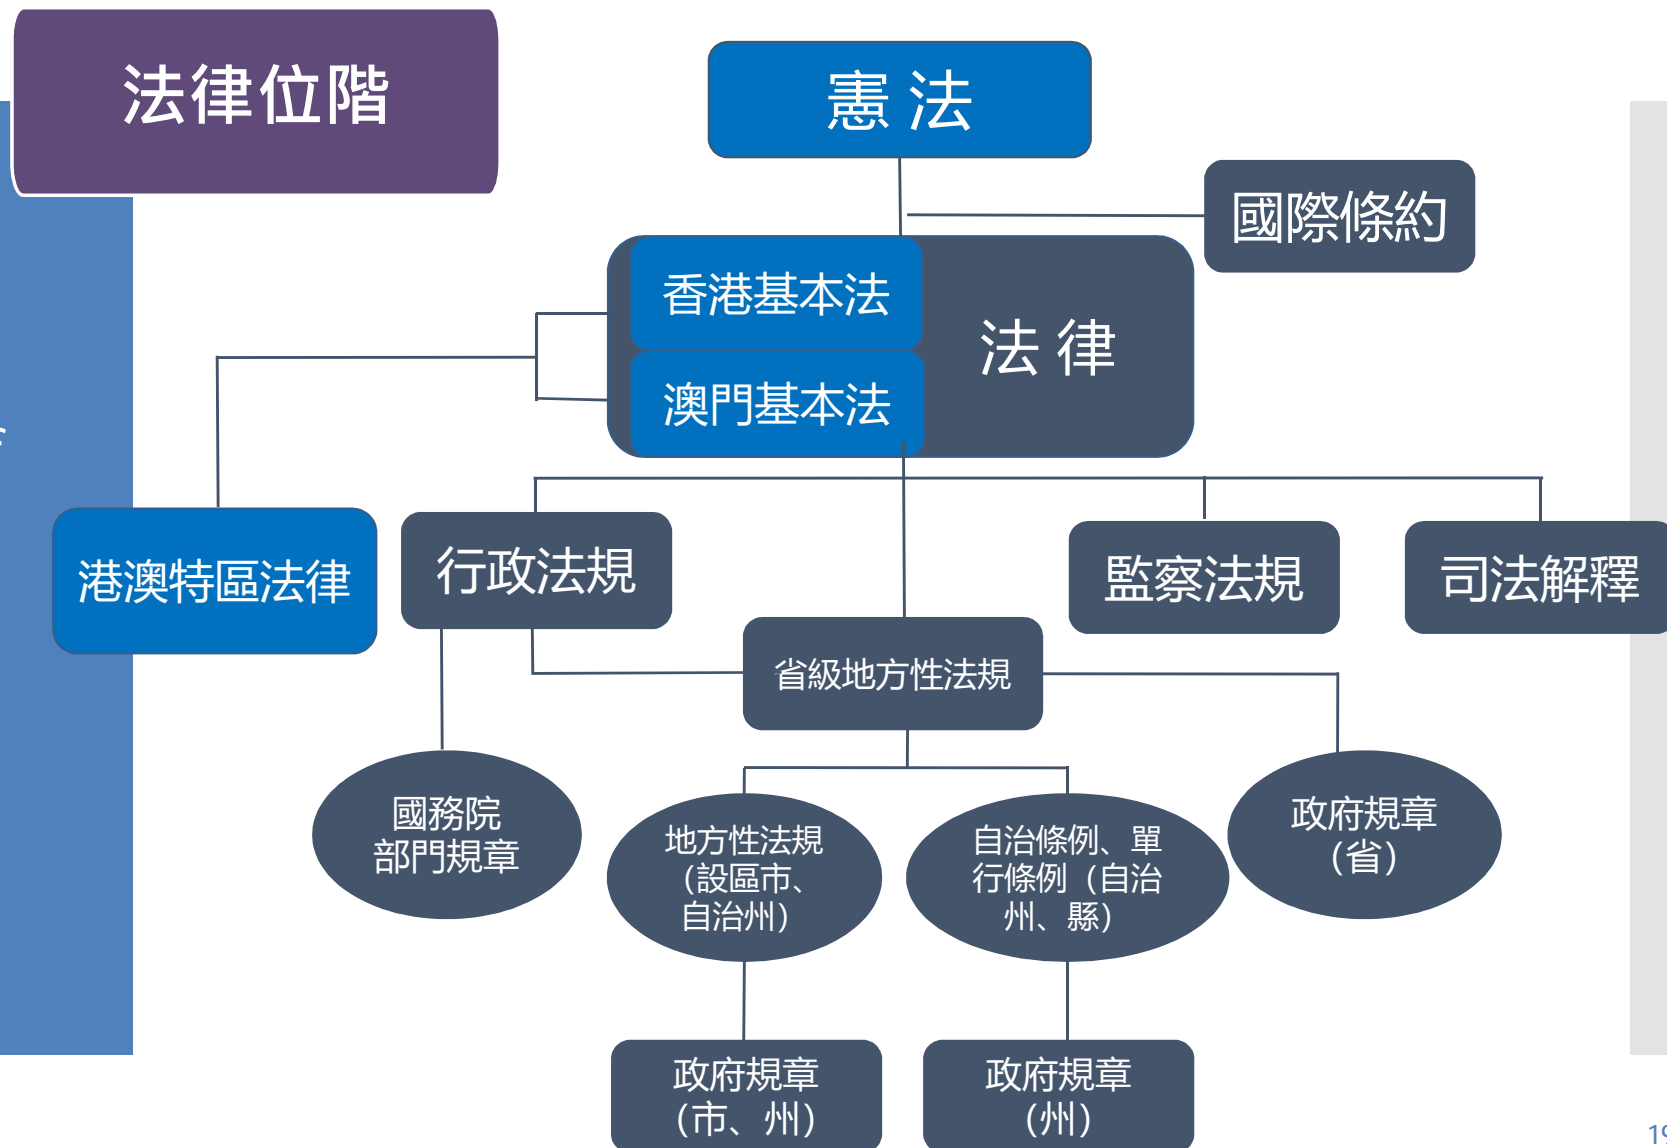 法律位階
憲 法
國際條約
香港基本法
法 律
澳門基本法
港澳特區法律
行政法規
監察法規
司法解釋
省級地方性法規
國務院
部門規章
地方性法規
（設區市、
自治州）
自治條例、單
行條例（自治
州、縣）
政府規章
（省）
政府規章
（市、州）
政府規章
（州）
19